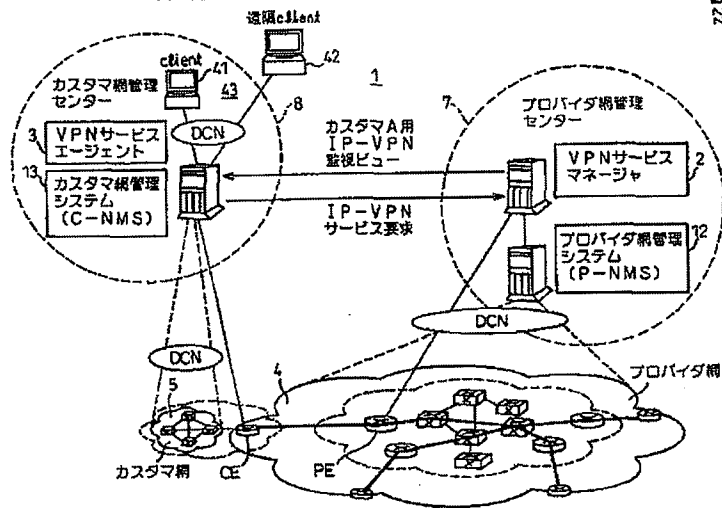 遠隔client
client
41
42
43
1
8
7
カスタマ網管理
センター
プロバイダ網管理
センター
3
VPNサービス
エージェント
DCN
カスタマA用
IP-VPN
監視ビュー
VPNサービス
マネージャ
2
13
カスタマ網管理
システム
(C-NMS)
IP-VPN
サービス要求
プロバイダ網管理
システム
(P-NMS)
12
DCN
DCN
5
4
プロバイダ網
カスタマ網
CE
PE